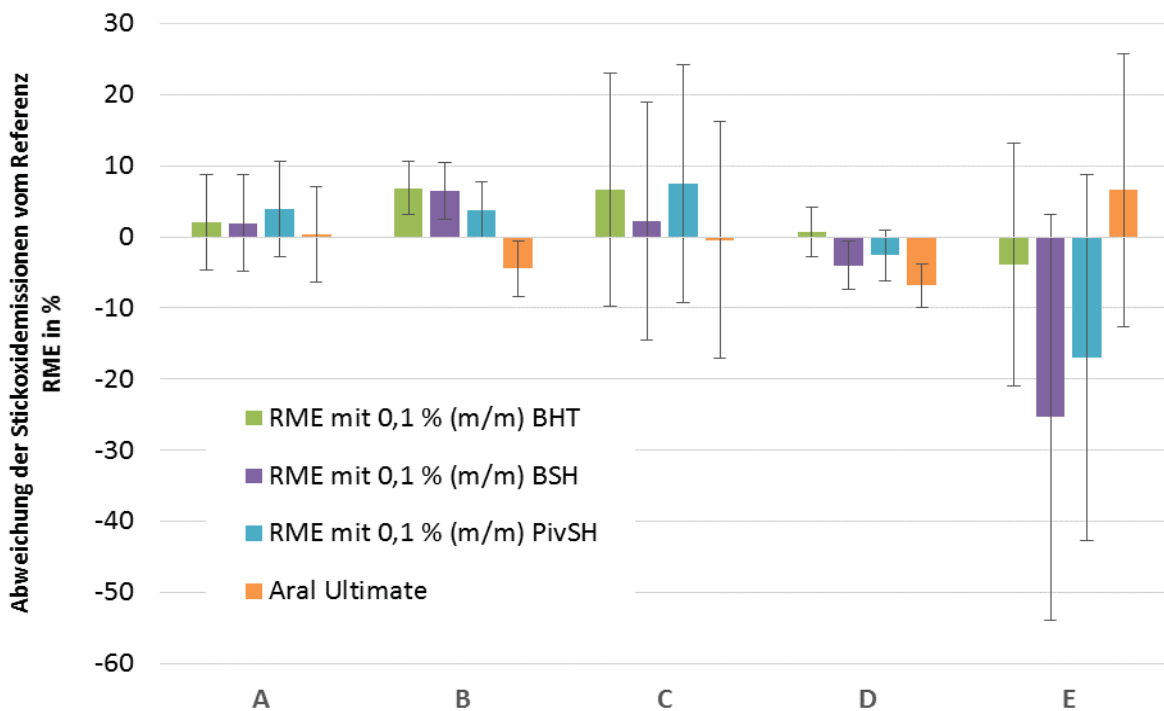 Abweichung der Stickoxidemissionen vom Referenz
RME in %
30
20
10
0
-10
-20
-30
-40
-50
-60
RME mit 0,1 % (m/m) BHT
RME mit 0,1 % (m/m) BSH
RME mit 0,1 % (m/m) PivSH
Aral Ultimate
A
B
C
D
E